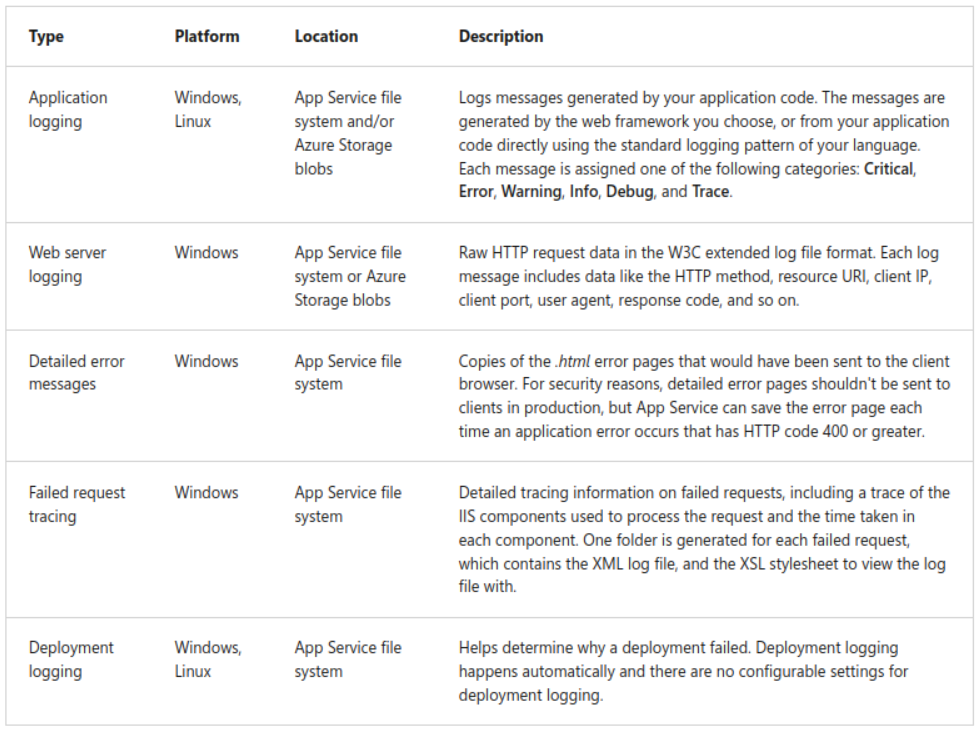 Type Platform Location Description
Application logging
Windows, Linux
App Service file system and/or Azure Storage blobs
Logs messages generated by your application code. The messages are
generated by the web framework you choose, or from your application
code directly using the standard logging pattern of your language.
Each message is assigned one of the following categories: Critical,
Error, Warning, Info, Debug, and Trace.
Web server logging
Windows
App Service file system or Azure Storage blobs
Raw HTTP request data in the W3C extended log file format. Each log
message includes data like the HTTP method, resource URI, client IP,
client port, user agent, response code, and so on.
Detailed error messages
Windows
App Service file system
Copies of the .html error pages that would have been sent to the client
browser. For security reasons, detailed error pages shouldn't be sent to
clients in production, but App Service can save the error page each
time an application error occurs that has HTTP code 400 or greater.
Failed request tracing
Windows
App Service file system
Detailed tracing information on failed requests, including a trace of the
IIS components used to process the request and the time taken in
each component. One folder is generated for each failed request,
which contains the XML log file, and the XSL stylesheet to view the log
file with.
Deployment logging
Windows, Linux
App Service file system
Helps determine why a deployment failed. Deployment logging
happens automatically and there are no configurable settings for
deployment logging.